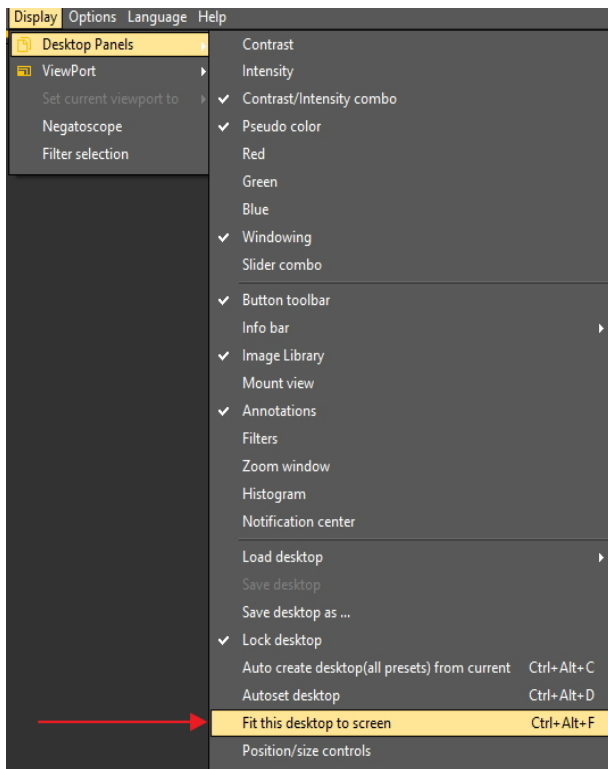 Display Options Language Help
Desktop Panels
ViewPort
Set current viewport to
Negatoscope
Filter selection
Contrast
Intensity
Contrast/Intensity combo
Pseudo color
Red
Green
Blue
Windowing
Slider combo
Button toolbar
Info bar
Image Library
Mount view
Annotations
Filters
Zoom window
Histogram
Notification center
Load desktop
Save desktop
Save desktop as ...
Lock desktop
Auto create desktop(all presets) from current Ctrl+Alt+C
Autoset desktop Ctrl+Alt+D
Fit this desktop to screen Ctrl+Alt+F
Position/size controls